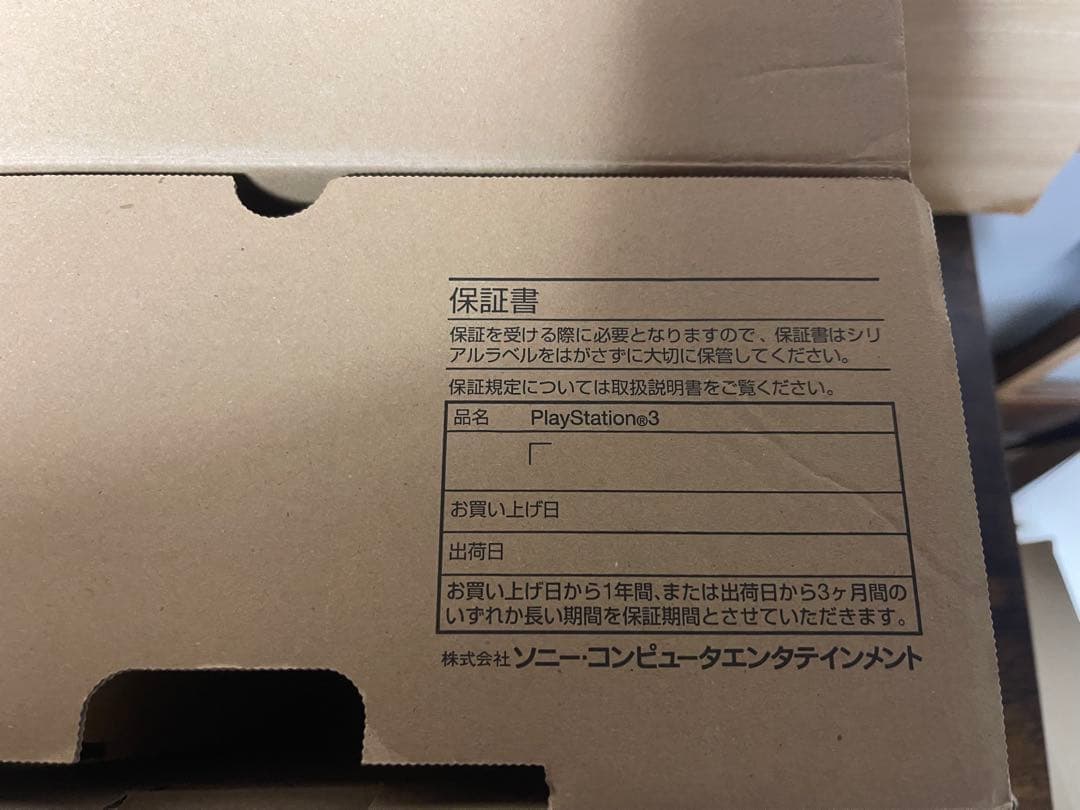 保証書
保証を受ける際に必要となりますので、保証書はシリ
アルラベルをはがさずに大切に保管してください。
保証規定については取扱説明書をご覧ください。
品名 PlayStation®3
お買い上げ日
出荷日
お買い上げ日から1年間、または出荷日から3ヶ月間の
いずれか長い期間を保証期間とさせていただきます。
株式会社 ソニー・コンピュータエンタテインメント